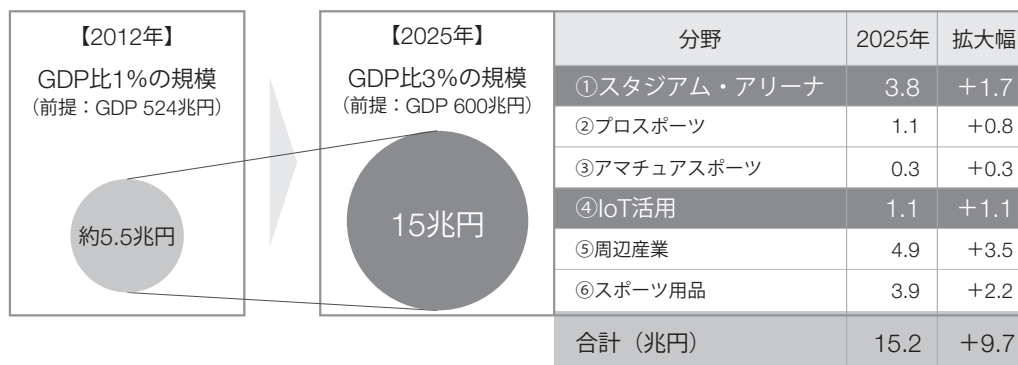 【2012年】
GDP比1%の規模
(前提：GDP 524兆円)
約5.5兆円
【2025年】
GDP比3%の規模
(前提：GDP 600兆円)
15兆円
分野 2025年 拡大幅
①スタジアム・アリーナ 3.8 +1.7
②プロスポーツ 1.1 +0.8
③アマチュアスポーツ 0.3 +0.3
④IoT活用 1.1 +1.1
⑤周辺産業 4.9 +3.5
⑥スポーツ用品 3.9 +2.2
合計（兆円） 15.2 +9.7